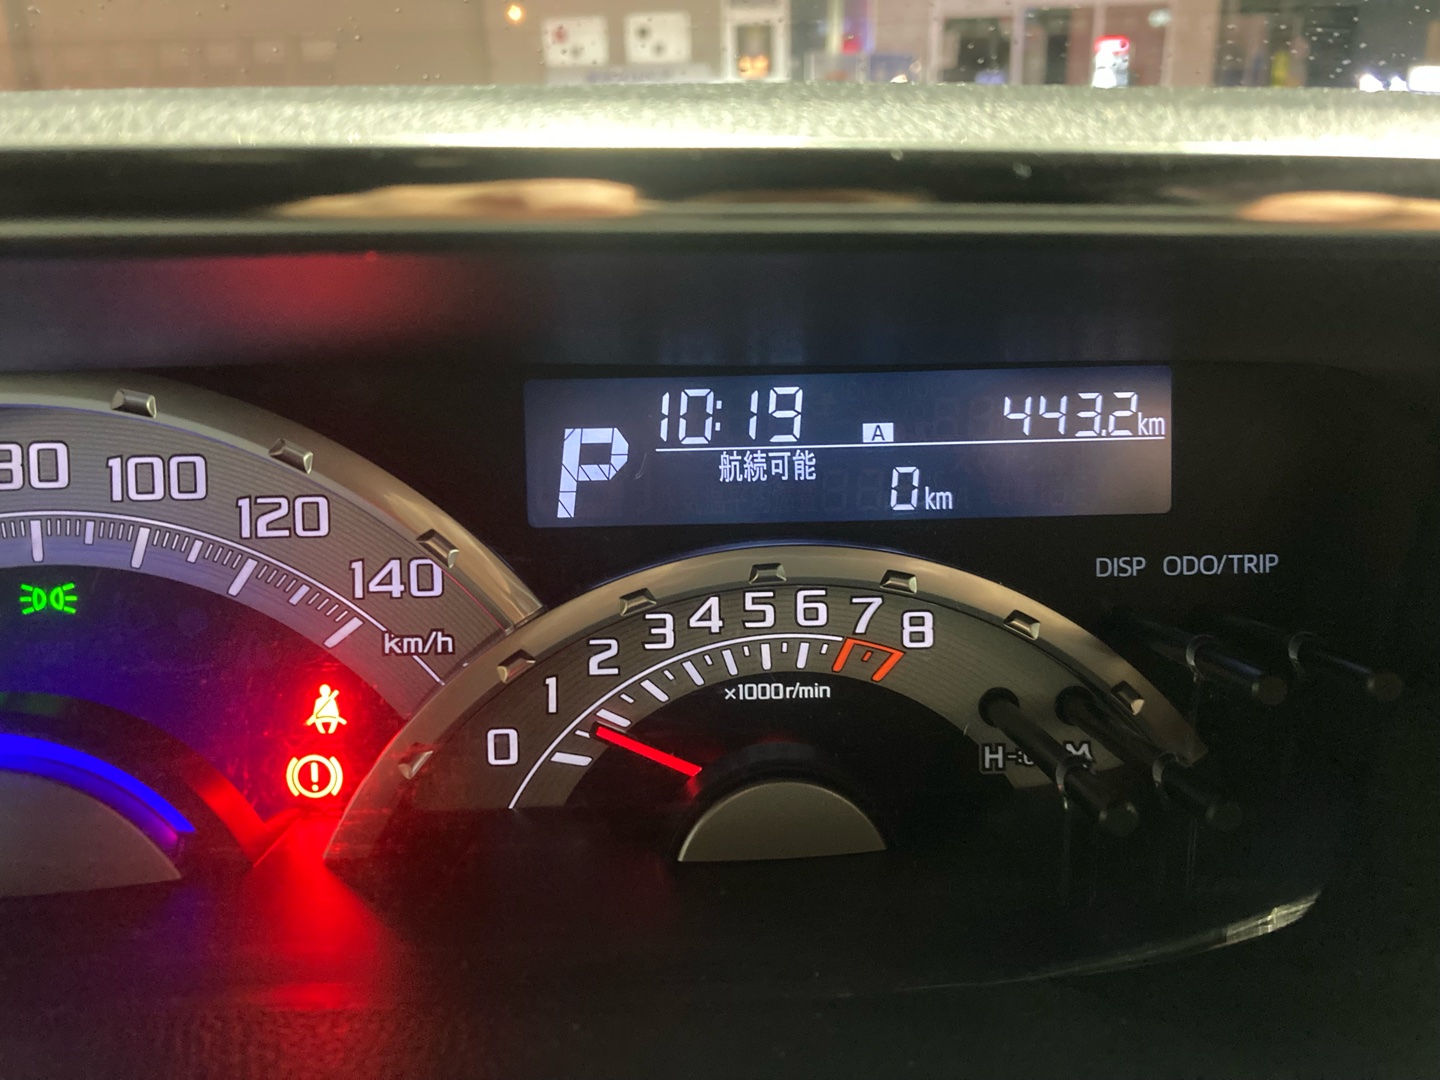 10:19 A 443.2km
P
航続可能
0km
80 100 120 140
km/h
DISP ODO/TRIP
0 1 2 3 4 5 6 7 8
×1000r/min
H M